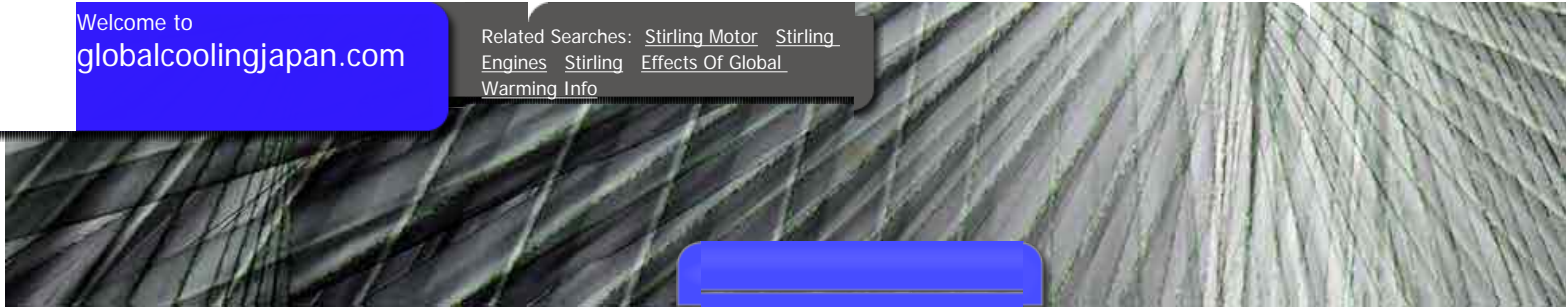 Welcome to
globalcoolingjapan.com
Related Searches: Stirling Motor Stirling
Engines Stirling Effects Of Global
Warming Info